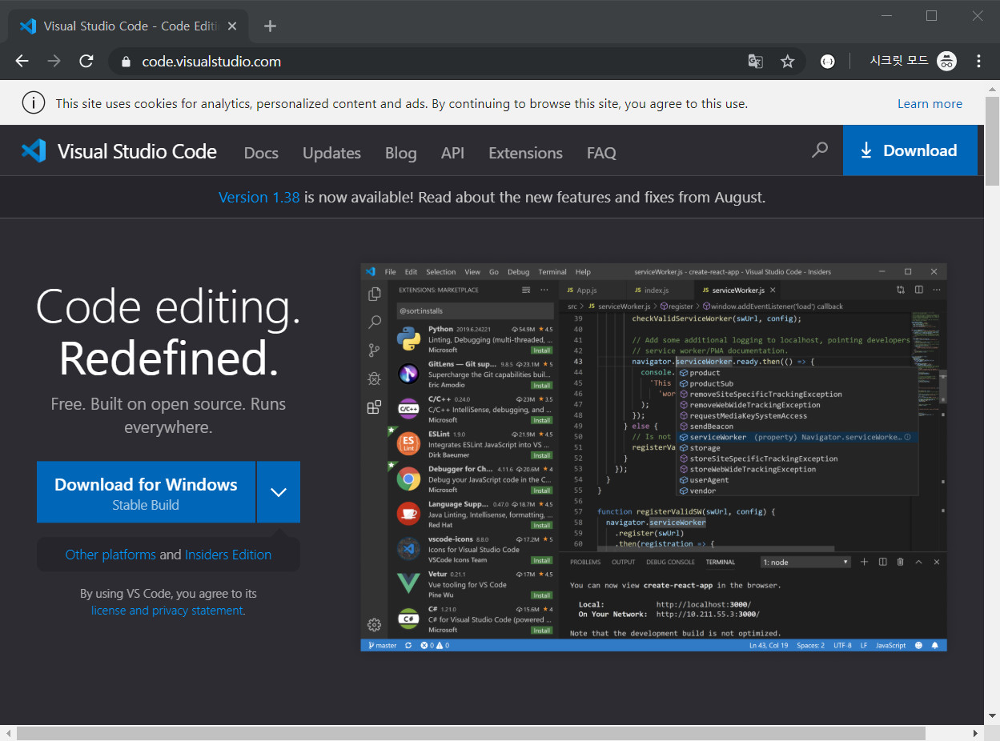 Visual Studio Code - Code Editi
code.visualstudio.com
시크릿 모드
This site uses cookies for analytics, personalized content and ads. By continuing to browse this site, you agree to this use.
Learn more
Visual Studio Code
Docs
Updates
Blog
API
Extensions
FAQ
Download
Version 1.38 is now available! Read about the new features and fixes from August.
Code editing.
Redefined.
Free. Built on open source. Runs
everywhere.
Download for Windows
Stable Build
Other platforms and Insiders Edition
By using VS Code, you agree to its
license and privacy statement.
File Edit Selection View Go Debug Terminal Help
serviceWorker.js - create-react-app - Visual Studio Code - Insiders
EXTENSIONS: MARKETPLACE
@sort:installs
Python 2019.6.24221 54.9M ★ 4.5
Linting, Debugging (multi-threaded, ...
Microsoft Install
GitLens — Git sup... 9.8.5 23.1M ★ 5
Supercharge the Git capabilities buil...
Eric Amodio Install
C/C++ 0.24.0 23M ★ 3.5
C/C++ IntelliSense, debugging, and ...
Microsoft Install
ESLint 1.9.0 21.9M ★ 4.5
Integrates ESLint JavaScript into VS ...
Dirk Baeumer Install
Debugger for Ch... 4.11.6 20.6M ★ 4
Debug your JavaScript code in the C...
Microsoft Install
Language Supp... 0.47.0 18.7M ★ 4.5
Java Linting, Intellisense, formatting, ...
Red Hat Install
vscode-icons 8.8.0 17.2M ★ 5
Icons for Visual Studio Code
VSCode Icons Team Install
Vetur 0.21.1 17M ★ 4.5
Vue tooling for VS Code
Pine Wu Install
C# 1.21.0 15.6M ★ 4
C# for Visual Studio Code (powered ...
Microsoft Install
JS App.js
JS index.js
JS serviceWorker.js
src > JS serviceWorker.js > register > window.addEventListener('load') callback
39 checkValidServiceWorker(swUrl, config);
40
41 // Add some additional logging to localhost, pointing developers
42 // service worker/PWA documentation.
43 navigator.serviceWorker.ready.then(() => {
44 console.
45 'This
46 'wor
47 );
48 });
49 } else {
50 // Is not
51 registerVa
52 }
53 });
54 }
55 }
56
57 function registerValidSW(swUrl, config) {
58 navigator.serviceWorker
59 .register(swUrl)
60 .then(registration => {
product
productSub
removeSiteSpecificTrackingException
removeWebWideTrackingException
requestMediaKeySystemAccess
sendBeacon
serviceWorker (property) Navigator.serviceWorke...
storage
storeSiteSpecificTrackingException
storeWebWideTrackingException
userAgent
vendor
PROBLEMS OUTPUT DEBUG CONSOLE TERMINAL 1: node
You can now view create-react-app in the browser.
Local: http://localhost:3000/
On Your Network: http://10.211.55.3:3000/
Note that the development build is not optimized.
master 0 0
Ln 43, Col 19 Spaces: 2 UTF-8 LF JavaScript